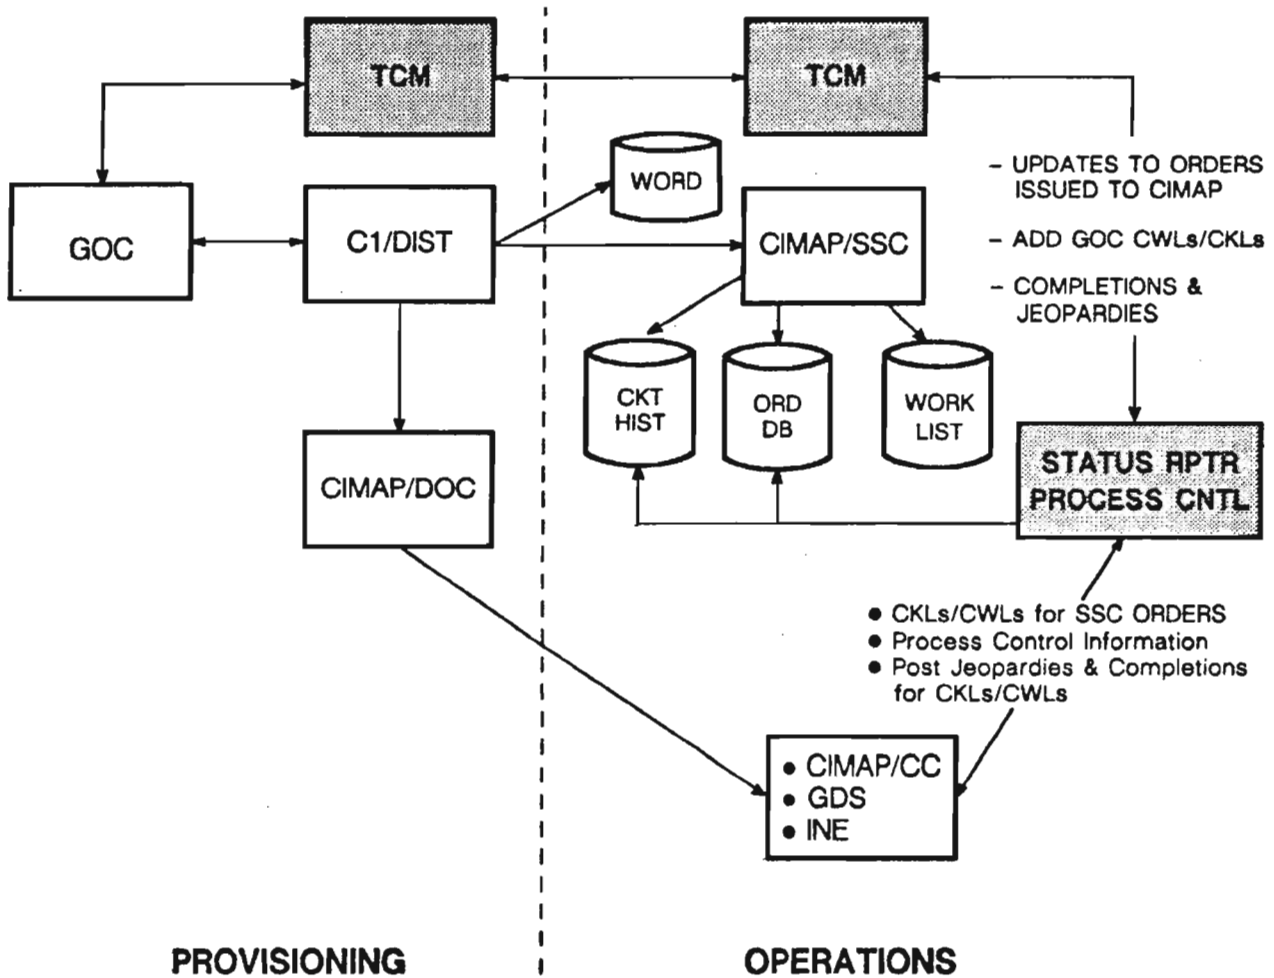 TCM
TCM
WORD
– UPDATES TO ORDERS
ISSUED TO CIMAP
– ADD GOC CWLs/CKLs
– COMPLETIONS &
JEOPARDIES
GOC
C1/DIST
CIMAP/SSC
CKT
HIST
ORD
DB
WORK
LIST
STATUS RPTR
PROCESS CNTL
CIMAP/DOC
● CKLs/CWLs for SSC ORDERS
● Process Control Information
● Post Jeopardies & Completions
for CKLs/CWLs
● CIMAP/CC
● GDS
● INE
PROVISIONING
OPERATIONS